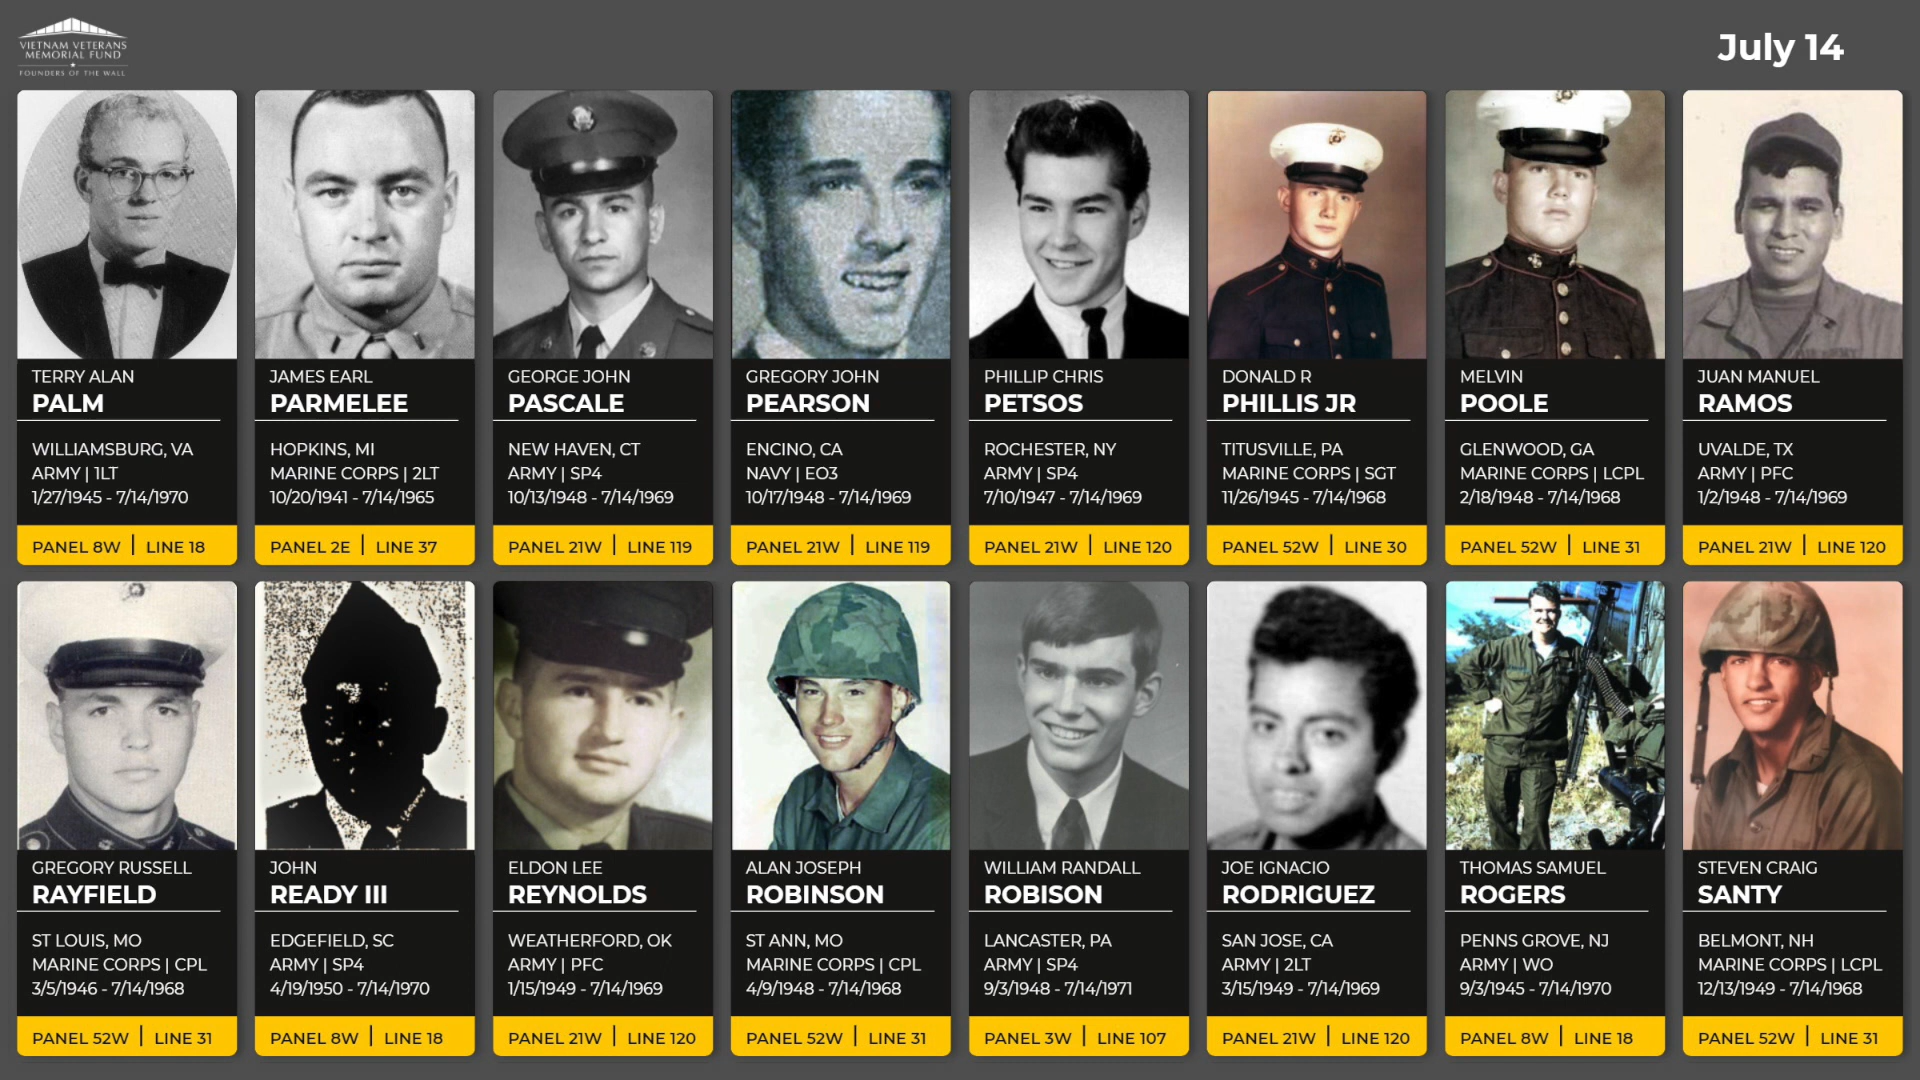 VIETNAM VETERANS
MEMORIAL FUND
FOUNDERS OF THE WALL
July 14
TERRY ALAN
PALM
WILLIAMSBURG, VA
ARMY | 1LT
1/27/1945 - 7/14/1970
PANEL 8W | LINE 18
JAMES EARL
PARMELEE
HOPKINS, MI
MARINE CORPS | 2LT
10/20/1941 - 7/14/1965
PANEL 2E | LINE 37
GEORGE JOHN
PASCALE
NEW HAVEN, CT
ARMY | SP4
10/13/1948 - 7/14/1969
PANEL 21W | LINE 119
GREGORY JOHN
PEARSON
ENCINO, CA
NAVY | EO3
10/17/1948 - 7/14/1969
PANEL 21W | LINE 119
PHILLIP CHRIS
PETSOS
ROCHESTER, NY
ARMY | SP4
7/10/1947 - 7/14/1969
PANEL 21W | LINE 120
DONALD R
PHILLIS JR
TITUSVILLE, PA
MARINE CORPS | SGT
11/26/1945 - 7/14/1968
PANEL 52W | LINE 30
MELVIN
POOLE
GLENWOOD, GA
MARINE CORPS | LCPL
2/18/1948 - 7/14/1968
PANEL 52W | LINE 31
JUAN MANUEL
RAMOS
UVALDE, TX
ARMY | PFC
1/2/1948 - 7/14/1969
PANEL 21W | LINE 120
GREGORY RUSSELL
RAYFIELD
ST LOUIS, MO
MARINE CORPS | CPL
3/5/1946 - 7/14/1968
PANEL 52W | LINE 31
JOHN
READY III
EDGEFIELD, SC
ARMY | SP4
4/19/1950 - 7/14/1970
PANEL 8W | LINE 18
ELDON LEE
REYNOLDS
WEATHERFORD, OK
ARMY | PFC
1/15/1949 - 7/14/1969
PANEL 21W | LINE 120
ALAN JOSEPH
ROBINSON
ST ANN, MO
MARINE CORPS | CPL
4/9/1948 - 7/14/1968
PANEL 52W | LINE 31
WILLIAM RANDALL
ROBISON
LANCASTER, PA
ARMY | SP4
9/3/1948 - 7/14/1971
PANEL 3W | LINE 107
JOE IGNACIO
RODRIGUEZ
SAN JOSE, CA
ARMY | 2LT
3/15/1949 - 7/14/1969
PANEL 21W | LINE 120
THOMAS SAMUEL
ROGERS
PENNS GROVE, NJ
ARMY | WO
9/3/1945 - 7/14/1970
PANEL 8W | LINE 18
STEVEN CRAIG
SANTY
BELMONT, NH
MARINE CORPS | LCPL
12/13/1949 - 7/14/1968
PANEL 52W | LINE 31